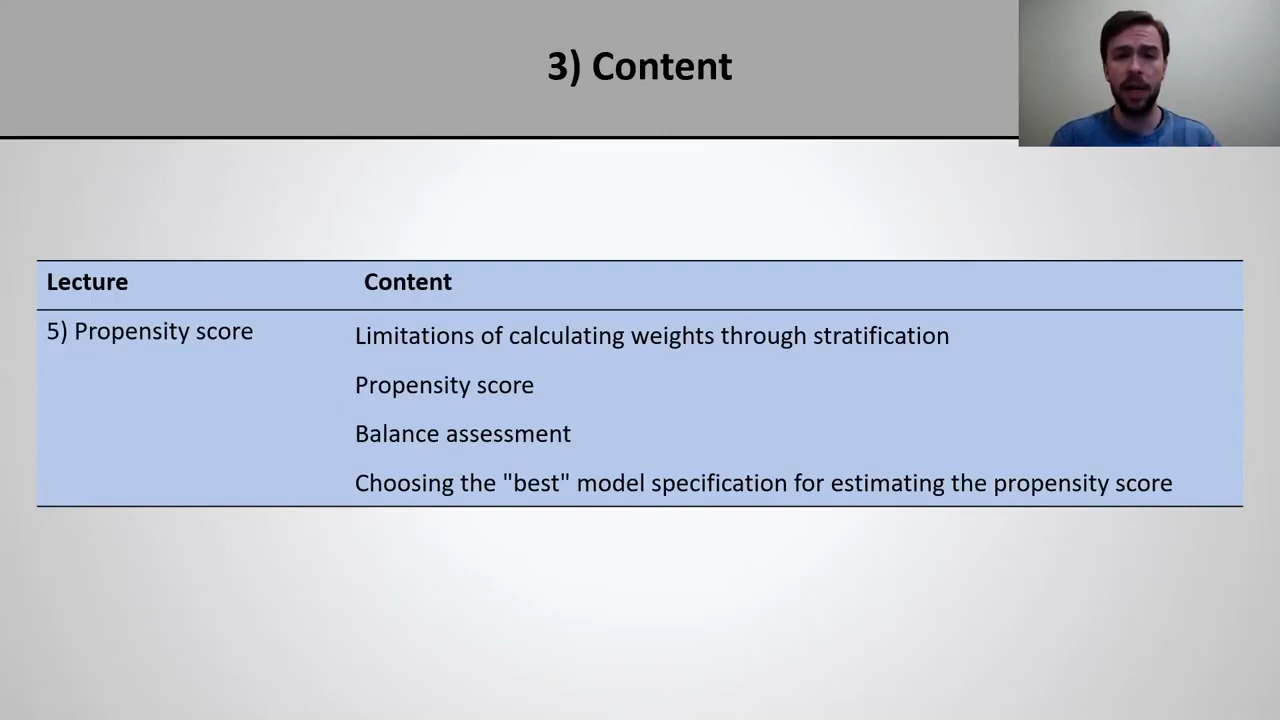 3) Content
Lecture
Content
5) Propensity score
Limitations of calculating weights through stratification
Propensity score
Balance assessment
Choosing the "best" model specification for estimating the propensity score